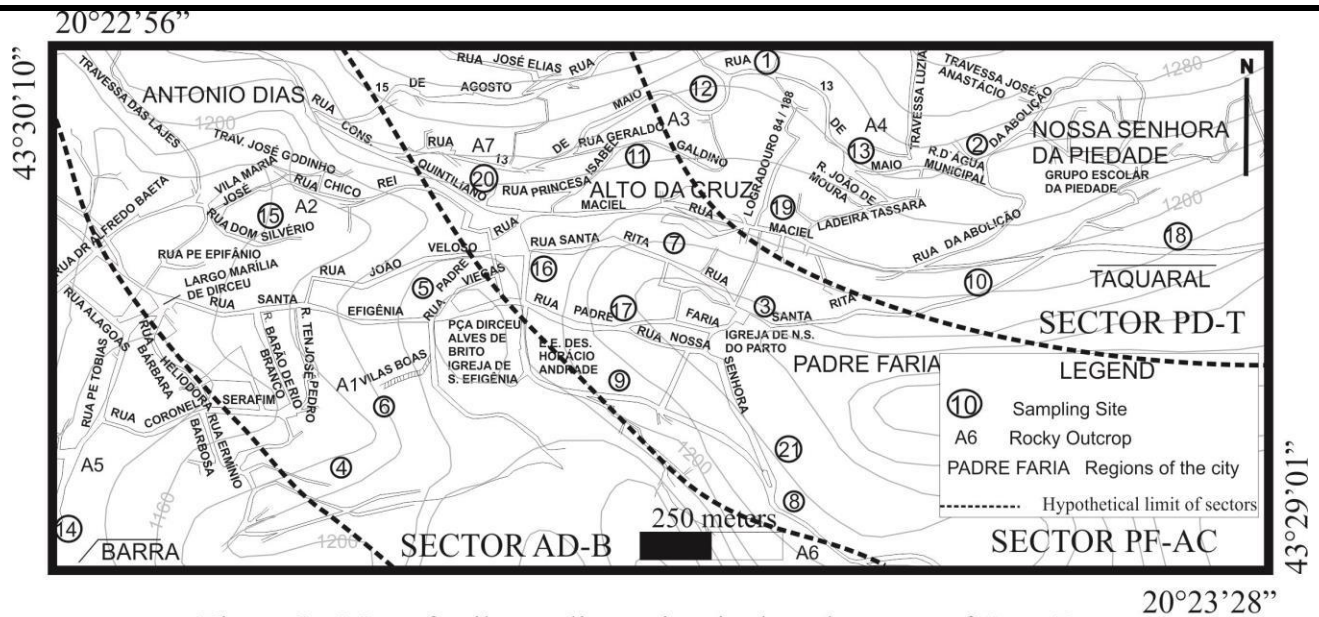 20°22'56”
43°30'10”
N
1280
RUA JOSÉ ELIAS RUA
RUA
1
TRAVESSA DAS LAJES
15 DE AGOSTO
MAIO
12
13
TRAVESSA LUZIA
TRAVESSA JOSÉ
ANASTÁCIO
ANTONIO DIAS
RUA
CONS.
QUINTILIANO
1200
A3
LOGRADOURO 84 / 188
DE
A4
DA ABOLIÇÃO
2
NOSSA SENHORA
DA PIEDADE
GRUPO ESCOLAR
DA PIEDADE
TRAV. JOSÉ GODINHO
RUA
A7
13
DE
RUA GERALDO
GALDINO
13
MAIO
R.D'ÁGUA
MUNICIPAL
VILA MARIA
JOSÉ
RUA CHICO REI
20
RUA PRINCESA ISABEL
11
ALTO DA CRUZ
R. JOÃO DE
MOURA
1200
RUA DR ALFREDO BAETA
15
A2
RUA DOM SILVÉRIO
MACIEL
RUA
19
MACIEL
LADEIRA TASSARA
RUA DA ABOLIÇÃO
18
RUA PE EPIFÂNIO
RUA JOÃO VELOSO
RUA
RUA SANTA RITA
7
RUA
10
TAQUARAL
LARGO MARÍLIA
DE DIRCEU
5
RUA PADRE VIEGAS
16
RUA SANTA EFIGÊNIA
RUA PADRE FARIA
17
3
SANTA RITA
SECTOR PD-T
RUA ALAGOAS
RUA
BÁRBARA
HELIODORA
R. BARÃO DE RIO
BRANCO
R. TEN JOSÉ PEDRO
PÇA DIRCEU
ALVES DE
BRITO
IGREJA DE
S. EFIGÊNIA
E.E. DES.
HORÁCIO
ANDRADE
RUA NOSSA SENHORA
IGREJA DE N.S.
DO PARTO
PADRE FARIA
RUA PE TOBIAS
A1
VILAS BOAS
6
9
LEGEND
10 Sampling Site
A6 Rocky Outcrop
PADRE FARIA Regions of the city
Hypothetical limit of sectors
RUA CORONEL SERAFIM
BARBOSA
RUA ERMÍNIO
A5
4
1200
21
8
14
1160
BARRA
1200
SECTOR AD-B
250 meters
A6
SECTOR PF-AC
43°29'01”
20°23'28”